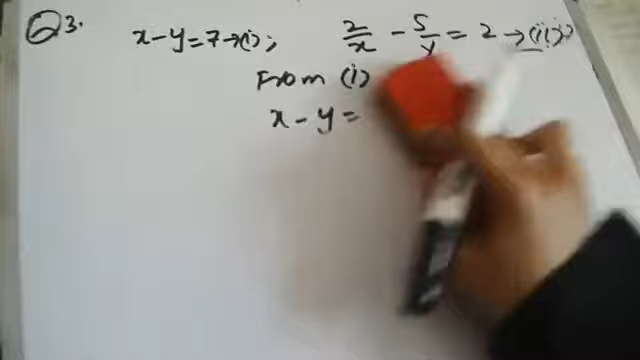 Q3. x-y=7→(i); 2/x - 5/y = 2 →(ii)
From (i)
x-y=